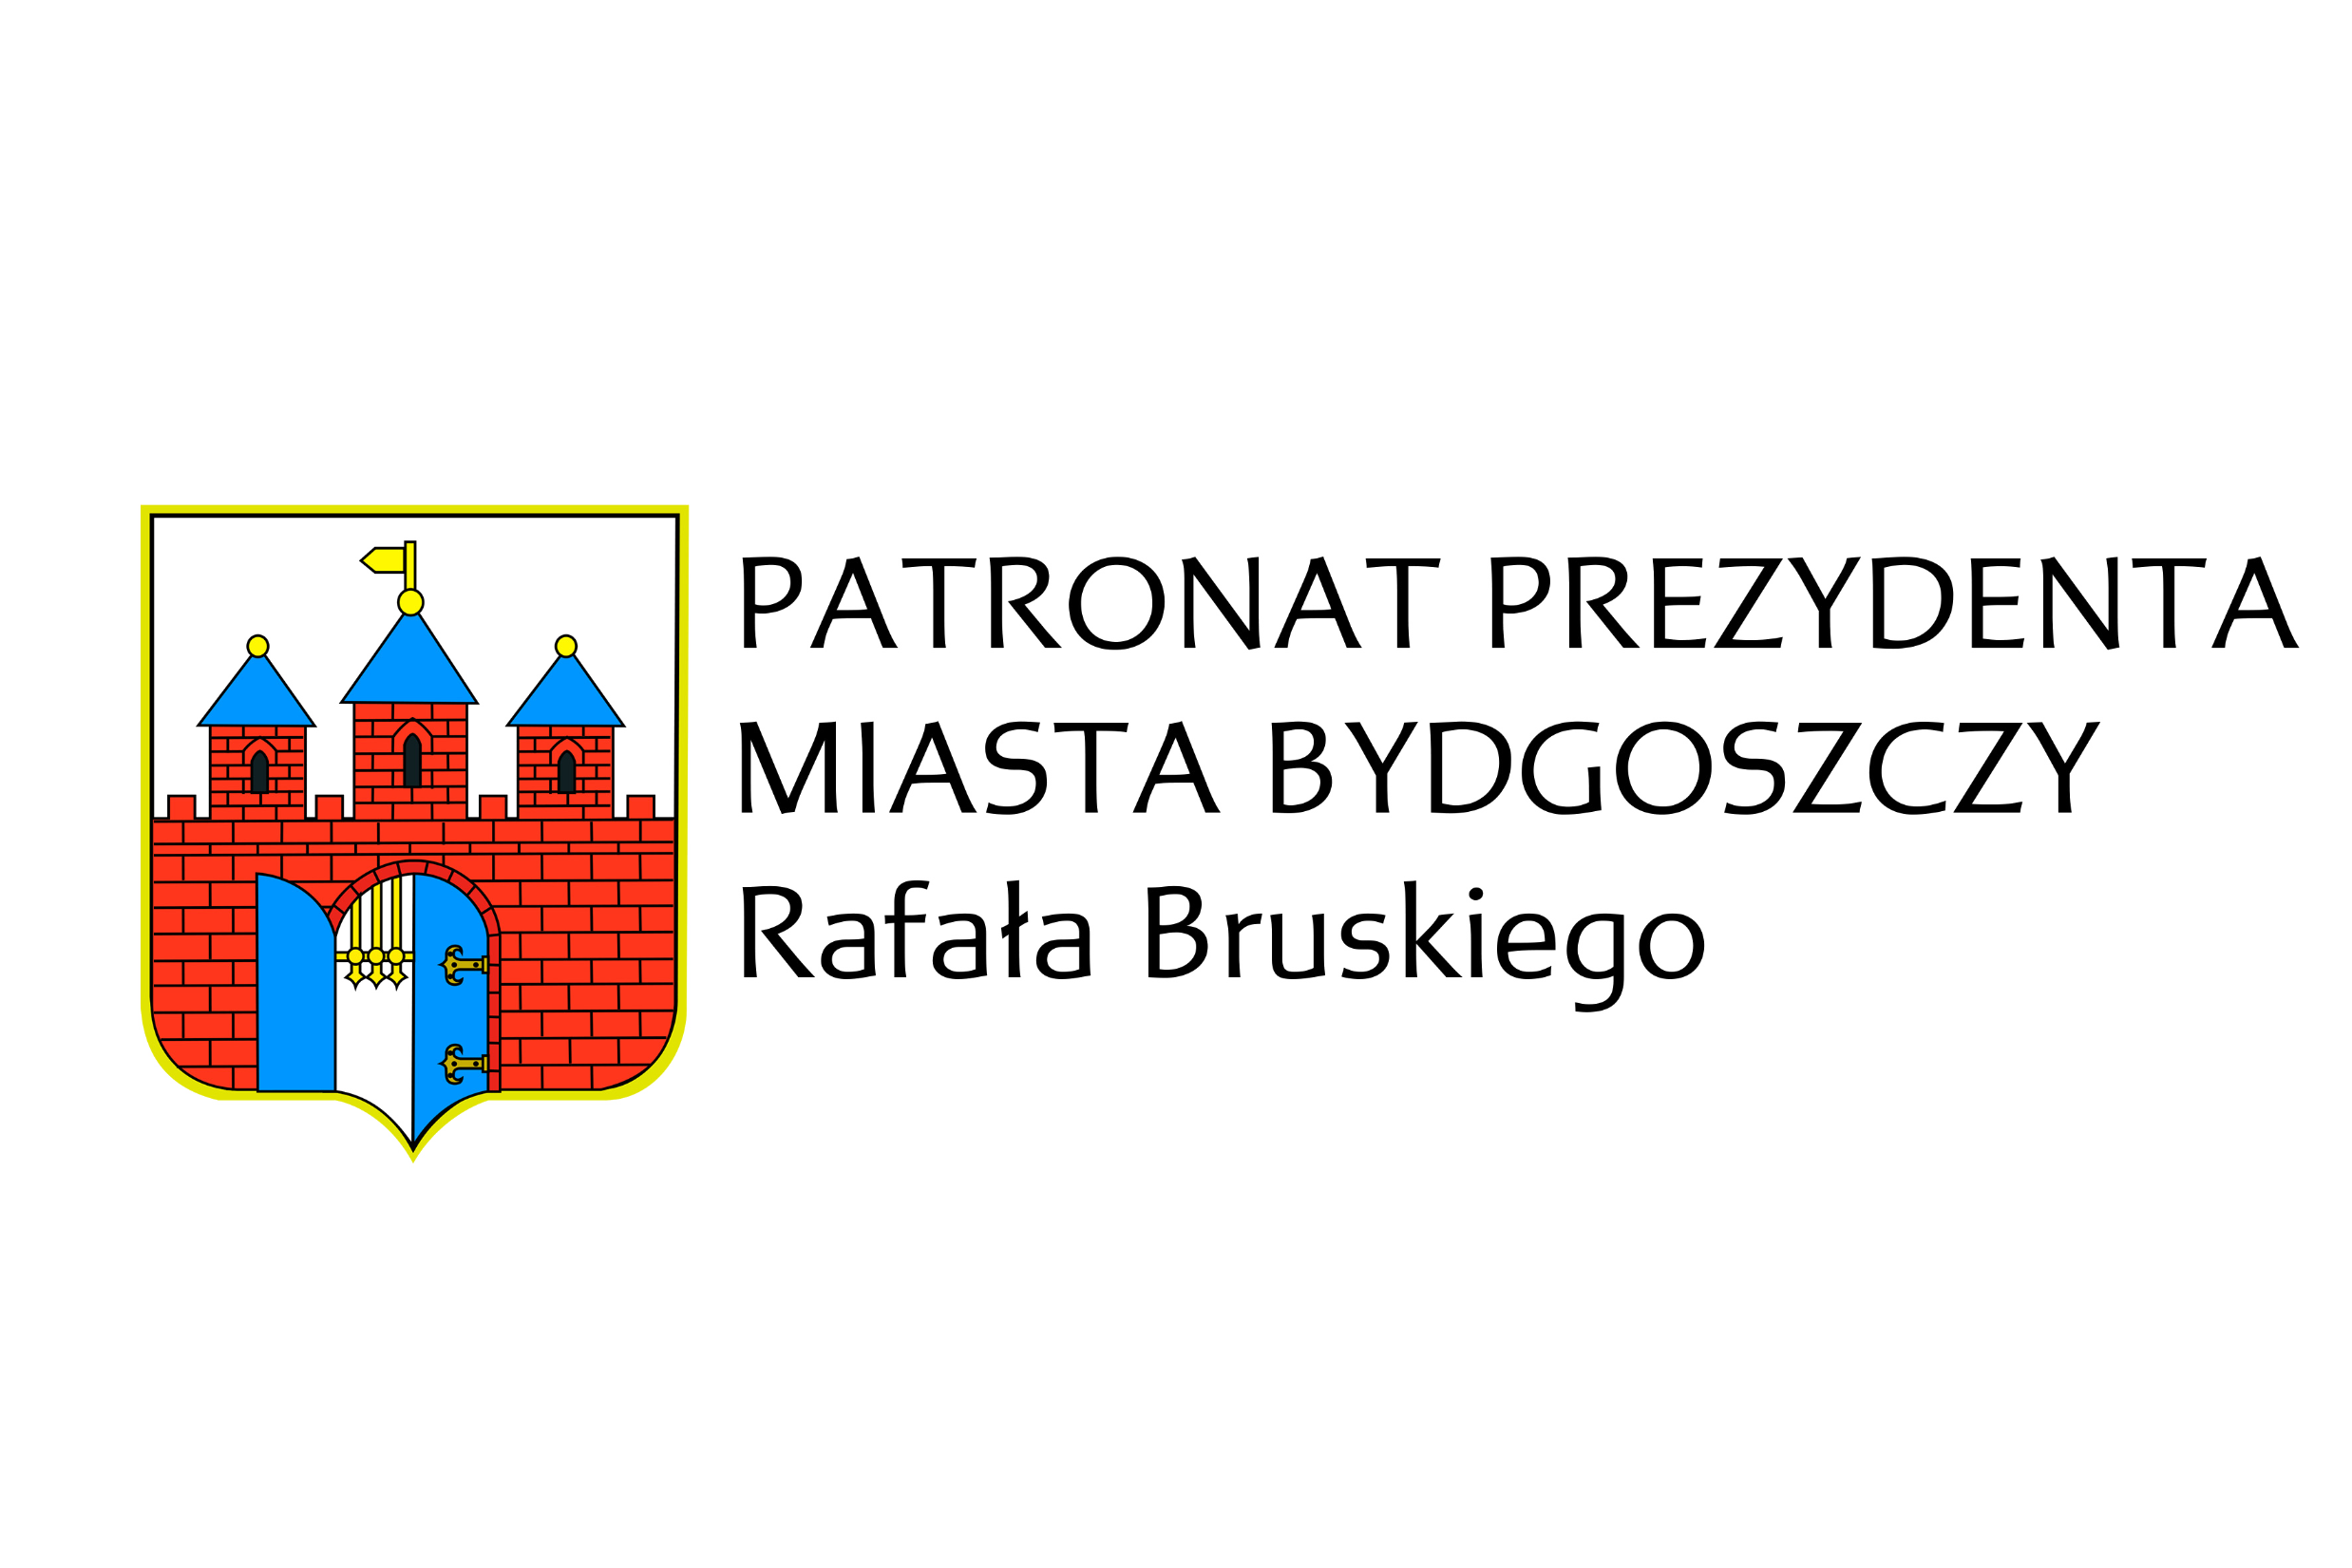 PATRONAT PREZYDENTA
MIASTA BYDGOSZCZY
Rafała Bruskiego